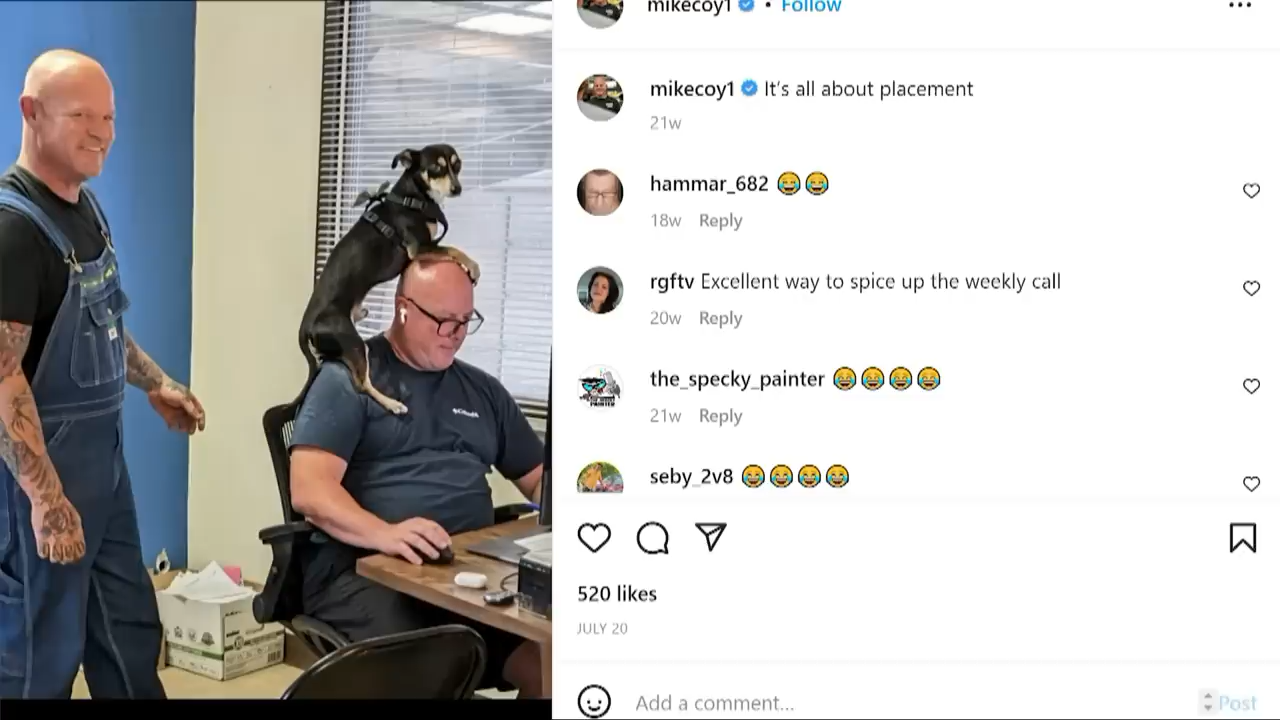 mikecoy1 • Follow
mikecoy1 It's all about placement
21w
hammar_682 😂😂
18w Reply
rgftv Excellent way to spice up the weekly call
20w Reply
the_specky_painter 😂😂😂😂
21w Reply
seby_2v8 😂😂😂😂
520 likes
JULY 20
Add a comment...
Post